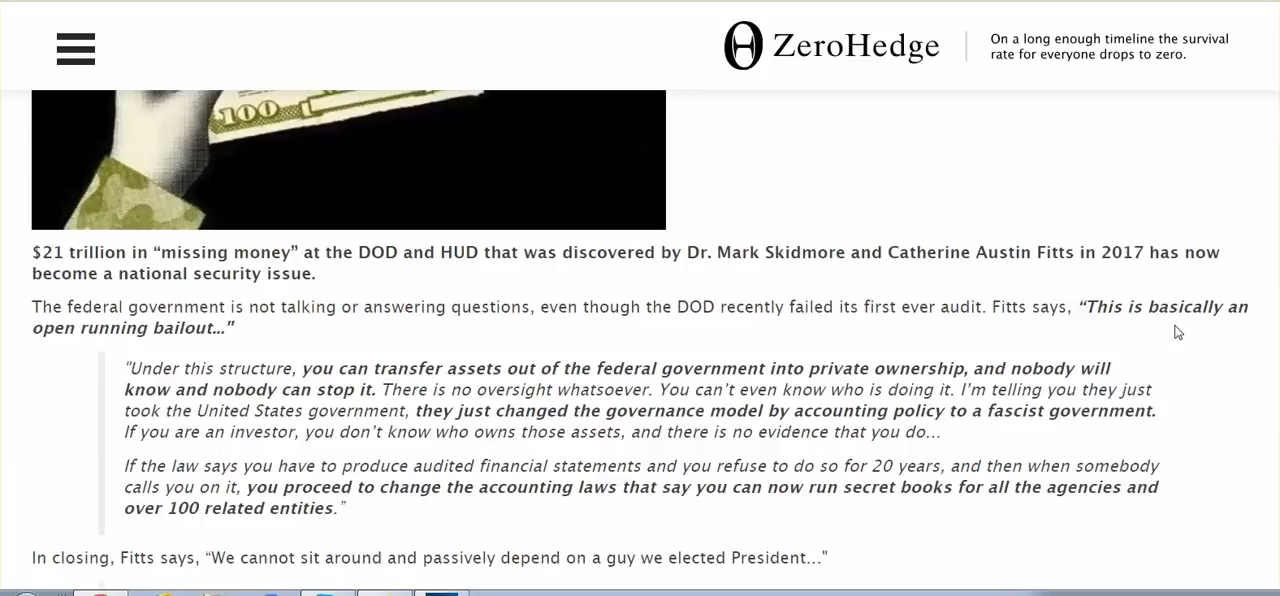 ZeroHedge
On a long enough timeline the survival
rate for everyone drops to zero.
100
$21 trillion in “missing money” at the DOD and HUD that was discovered by Dr. Mark Skidmore and Catherine Austin Fitts in 2017 has now
become a national security issue.
The federal government is not talking or answering questions, even though the DOD recently failed its first ever audit. Fitts says, “This is basically an
open running bailout..."
"Under this structure, you can transfer assets out of the federal government into private ownership, and nobody will
know and nobody can stop it. There is no oversight whatsoever. You can’t even know who is doing it. I’m telling you they just
took the United States government, they just changed the governance model by accounting policy to a fascist government.
If you are an investor, you don’t know who owns those assets, and there is no evidence that you do…
If the law says you have to produce audited financial statements and you refuse to do so for 20 years, and then when somebody
calls you on it, you proceed to change the accounting laws that say you can now run secret books for all the agencies and
over 100 related entities.”
In closing, Fitts says, “We cannot sit around and passively depend on a guy we elected President..."